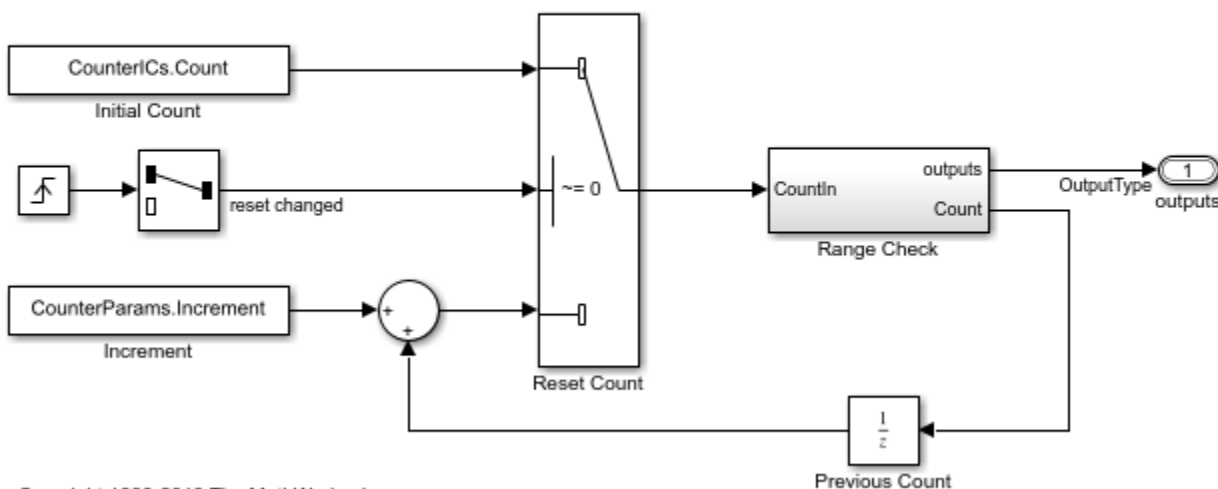 CounterICs.Count
Initial Count
reset changed
CounterParams.Increment
Increment
+
+
~= 0
Reset Count
CountIn
outputs
Count
Range Check
OutputType
1
outputs
1
z
Previous Count